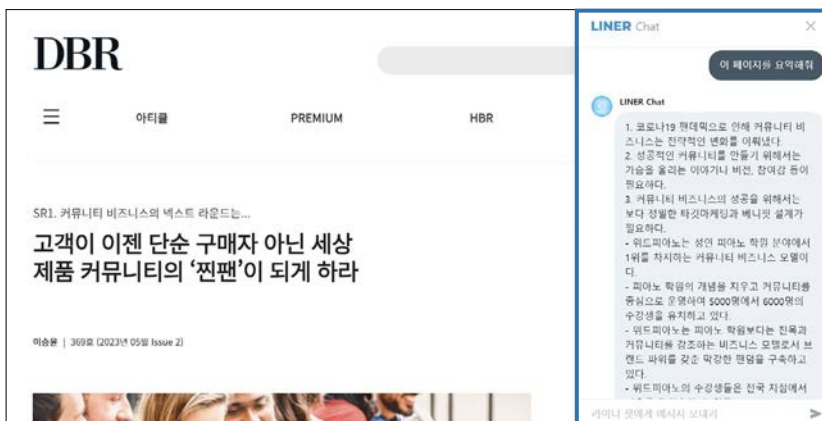 DBR
아티클
PREMIUM
HBR
SR1. 커뮤니티 비즈니스의 넥스트 라운드는...
고객이 이젠 단순 구매자 아닌 세상
제품 커뮤니티의 ‘찐팬’이 되게 하라
이승윤 | 369호 (2023년 05월 Issue 2)
LINER Chat
이 페이지를 요약해줘
LINER Chat
1. 코로나19 팬데믹으로 인해 커뮤니티 비
즈니스는 전략적인 변화를 이뤄냈다.
2. 성공적인 커뮤니티를 만들기 위해서는
가슴을 울리는 이야기나 비전, 참여감 등이
필요하다.
3. 커뮤니티 비즈니스의 성공을 위해서는
보다 정밀한 타깃마케팅과 베니핏 설계가
필요하다.
- 위드피아노는 성인 피아노 학원 분야에서
1위를 차지하는 커뮤니티 비즈니스 모델이
다.
- 피아노 학원의 개념을 지우고 커뮤니티를
중심으로 운영하여 5000명에서 6000명의
수강생을 유치하고 있다.
- 위드피아노는 피아노 학원보다는 친목과
커뮤니티를 강조하는 비즈니스 모델로서 브
랜드 파워를 갖춘 막강한 팬덤을 구축하고
있다.
- 위드피아노의 수강생들은 전국 지점에서
라이너 챗에게 메시지 보내기